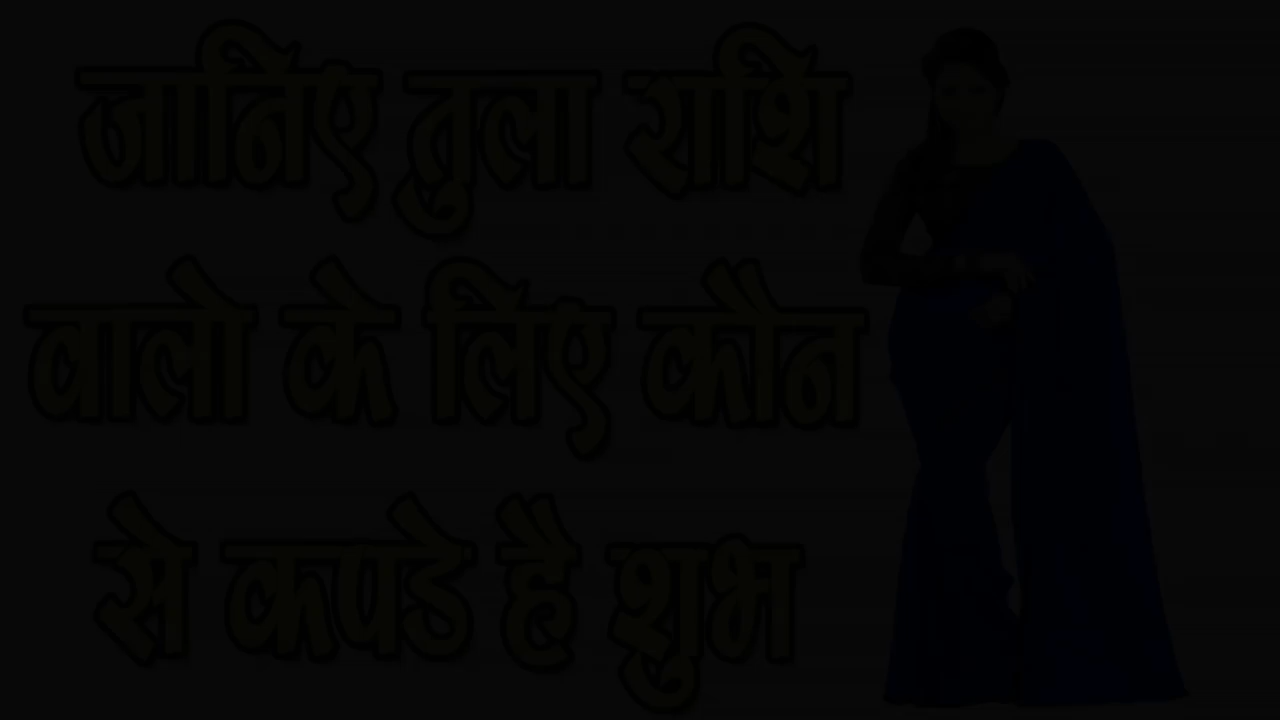 जानिए तुला राशि
वालो के लिए कौन
से कपडे है शुभ